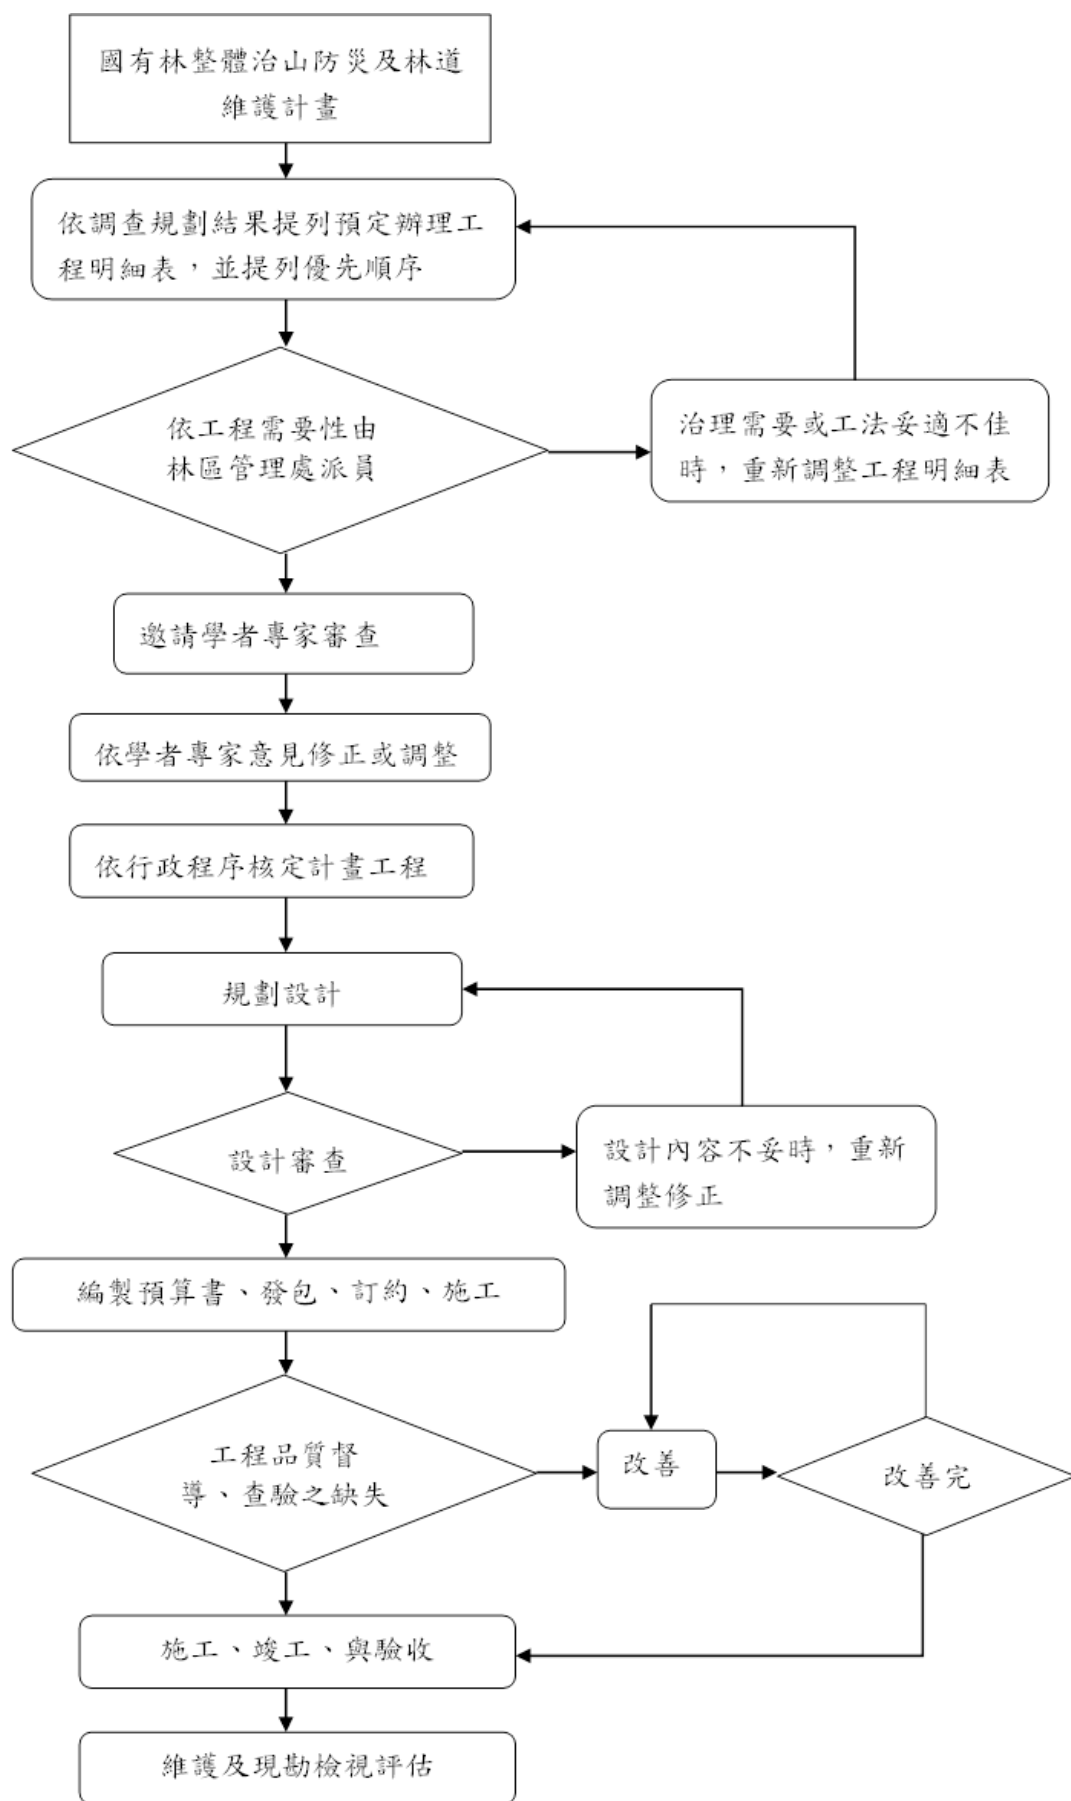 國有林整體治山防災及林道
維護計畫
依調查規劃結果提列預定辦理工
程明細表，並提列優先順序
依工程需要性由
林區管理處派員
治理需要或工法妥適不佳
時，重新調整工程明細表
邀請學者專家審查
依學者專家意見修正或調整
依行政程序核定計畫工程
規劃設計
設計審查
設計內容不妥時，重新
調整修正
編製預算書、發包、訂約、施工
工程品質督
導、查驗之缺失
改善
改善完
施工、竣工、與驗收
維護及現勘檢視評估